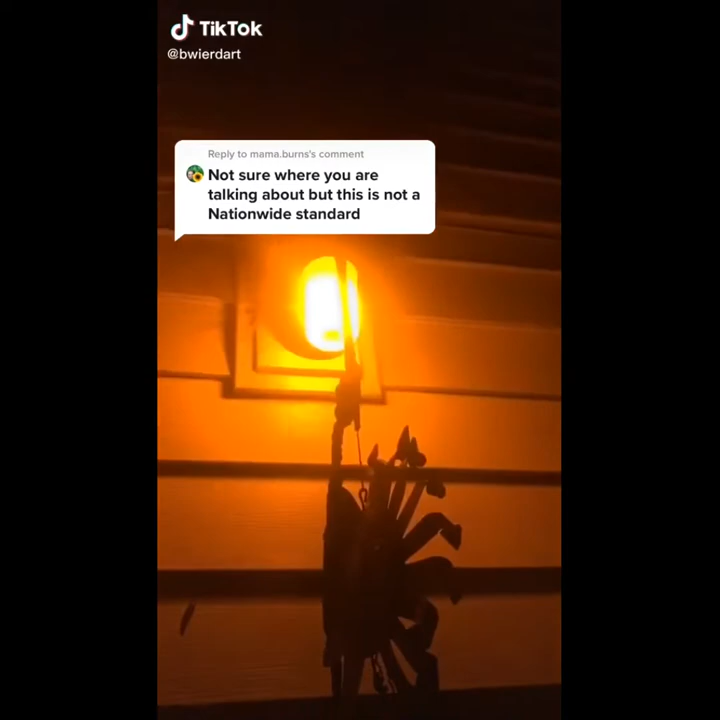 TikTok
@bwierdart
Reply to mama.burns's comment
Not sure where you are
talking about but this is not a
Nationwide standard